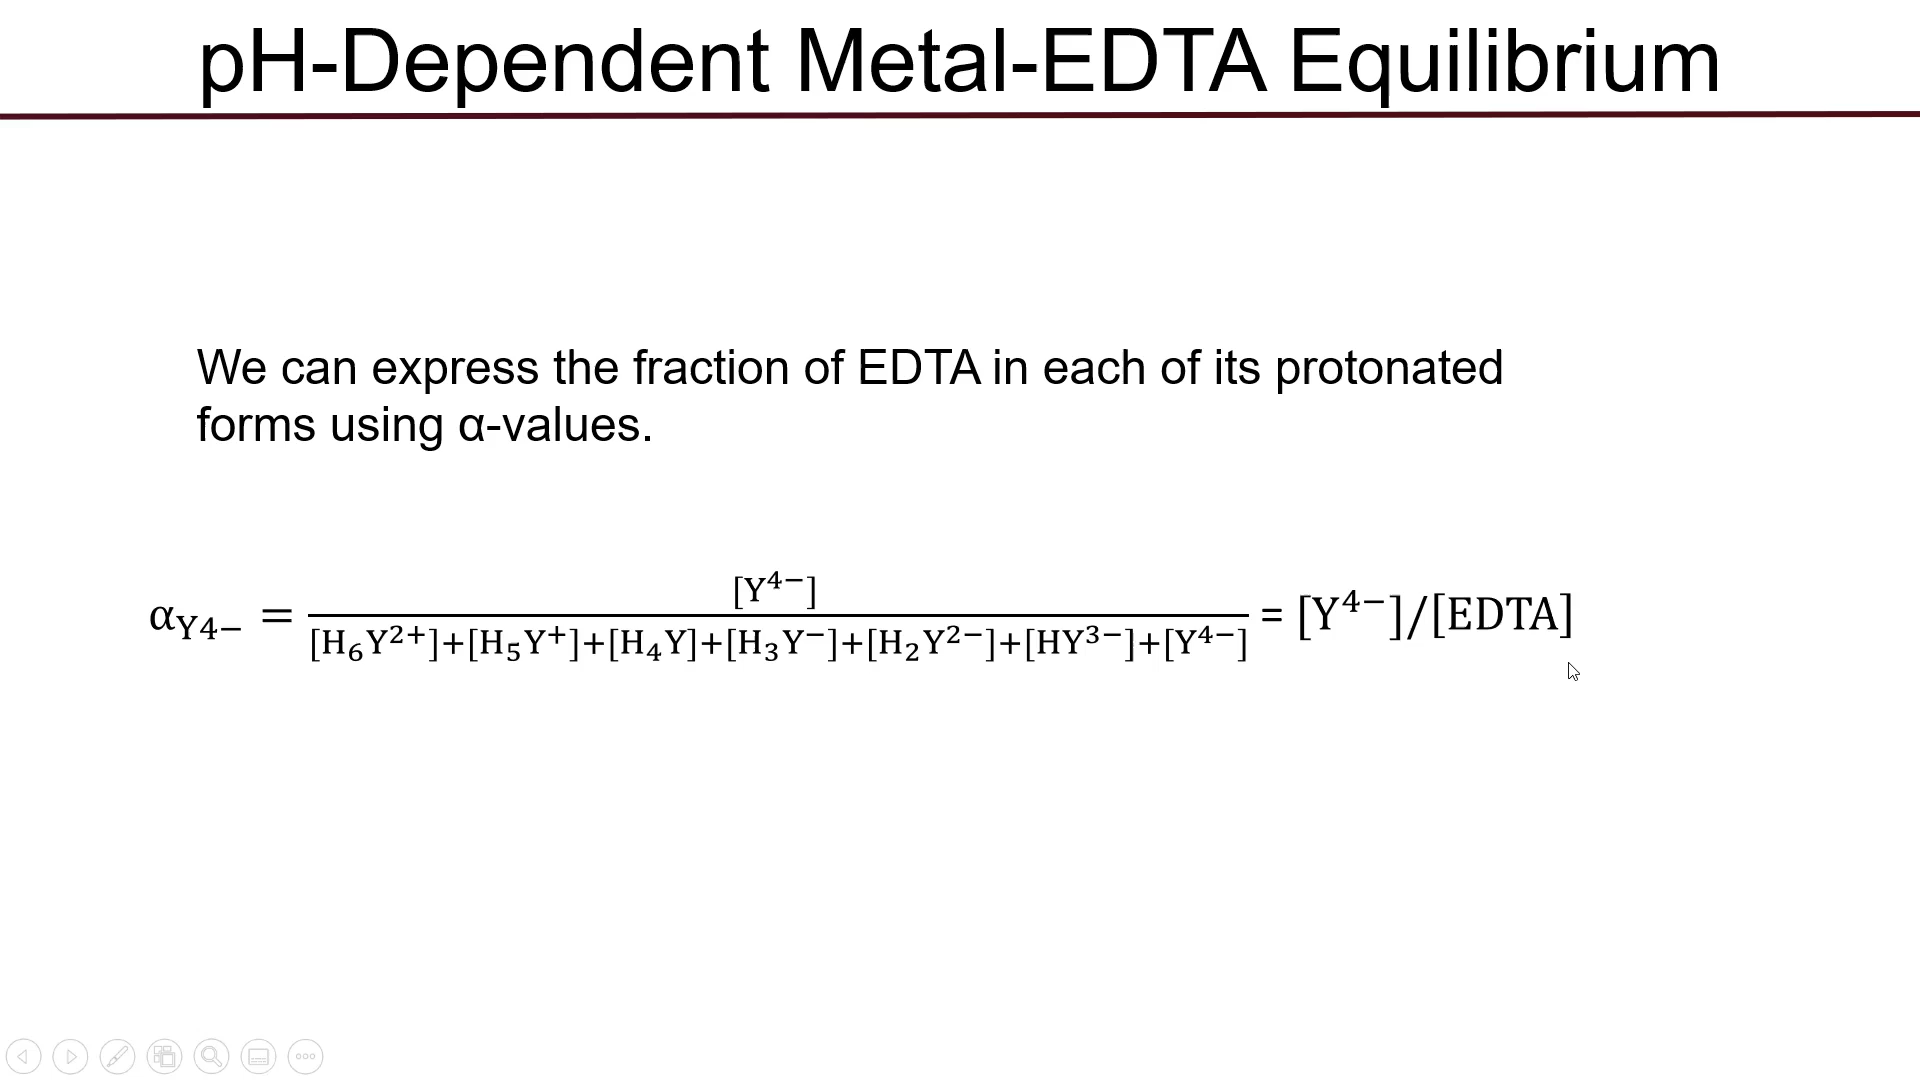 pH-Dependent Metal-EDTA Equilibrium
We can express the fraction of EDTA in each of its protonated
forms using α-values.
[Y⁴⁻]
α_Y4− = ――― = [Y⁴⁻]/[EDTA]
[H₆Y²⁺]+[H₅Y⁺]+[H₄Y]+[H₃Y⁻]+[H₂Y²⁻]+[HY³⁻]+[Y⁴⁻]